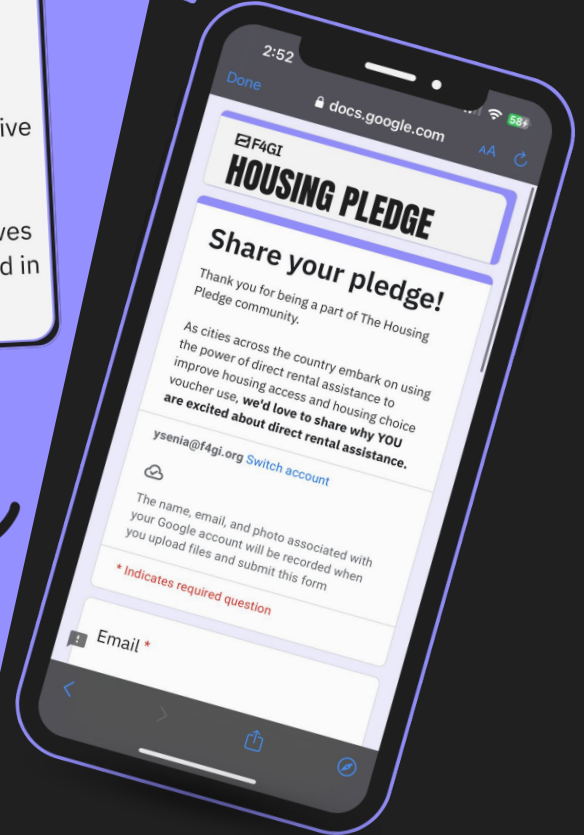 ive
ves
d in
2:52
58
Done
docs.google.com
AA
F4GI
HOUSING PLEDGE
Share your pledge!
Thank you for being a part of The Housing
Pledge community.
As cities across the country embark on using
the power of direct rental assistance to
improve housing access and housing choice
voucher use, we'd love to share why YOU
are excited about direct rental assistance.
ysenia@f4gi.org Switch account
The name, email, and photo associated with
your Google account will be recorded when
you upload files and submit this form
* Indicates required question
Email *